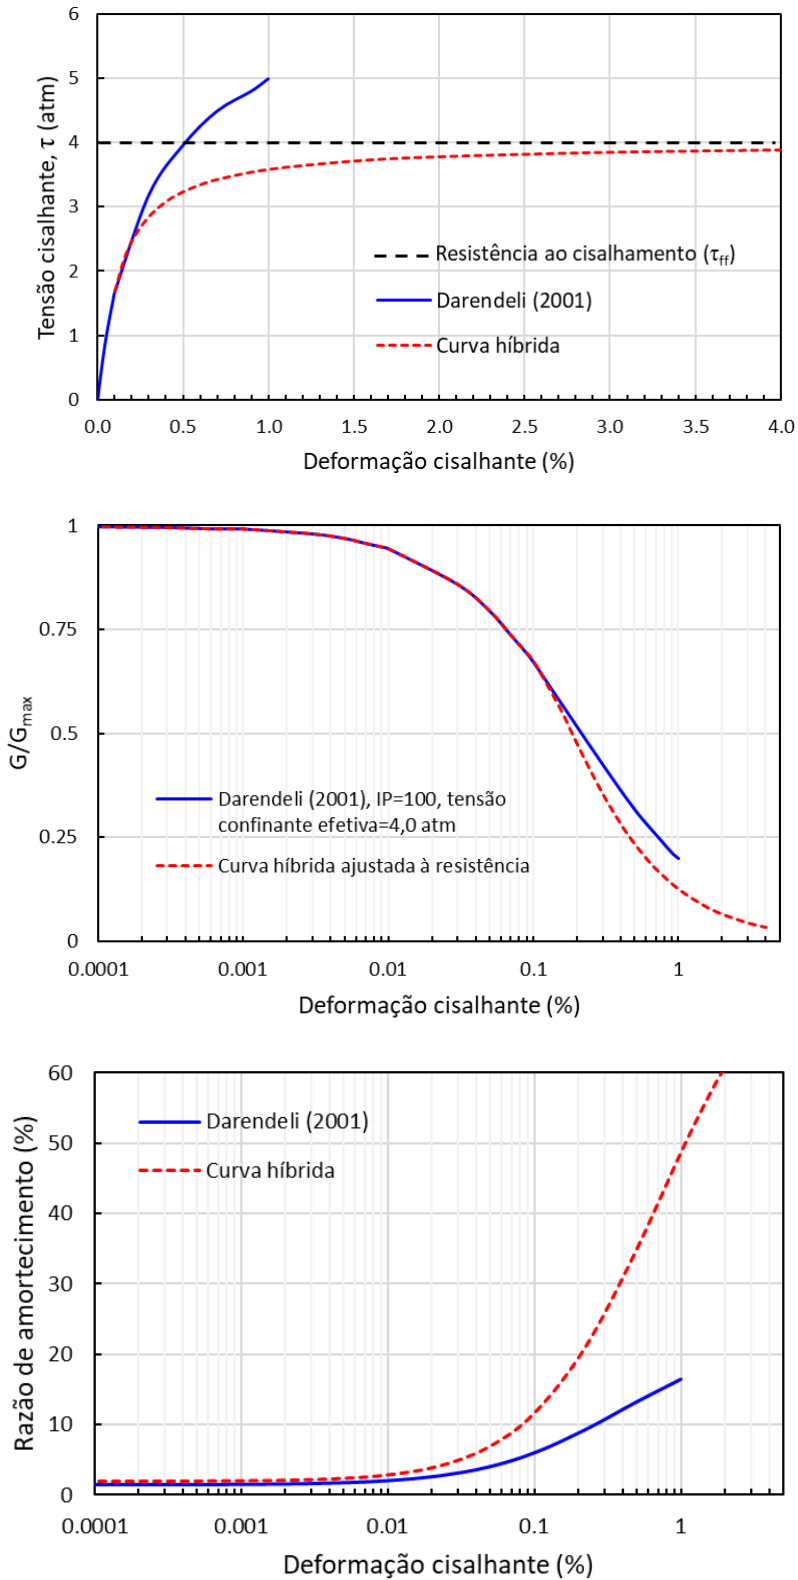 6
5
4
3
2
1
0
Tensão cisalhante, τ (atm)
Resistência ao cisalhamento (τff)
Darendeli (2001)
Curva híbrida
0.0 0.5 1.0 1.5 2.0 2.5 3.0 3.5 4.0
Deformação cisalhante (%)
1
0.75
0.5
0.25
0
G/Gmax
Darendeli (2001), IP=100, tensão
confinante efetiva=4,0 atm
Curva híbrida ajustada à resistência
0.0001 0.001 0.01 0.1 1
Deformação cisalhante (%)
60
50
40
30
20
10
0
Razão de amortecimento (%)
Darendeli (2001)
Curva híbrida
0.0001 0.001 0.01 0.1 1
Deformação cisalhante (%)